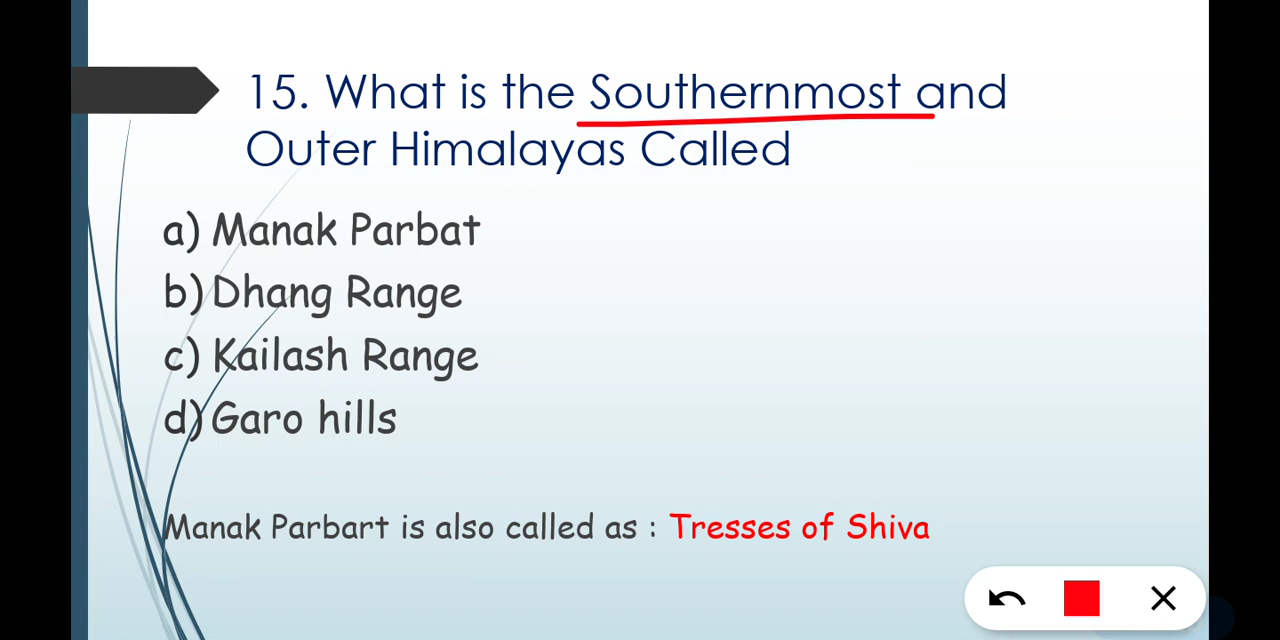 15. What is the Southernmost and
Outer Himalayas Called
a) Manak Parbat
b) Dhang Range
c) Kailash Range
d) Garo hills
Manak Parbart is also called as : Tresses of Shiva